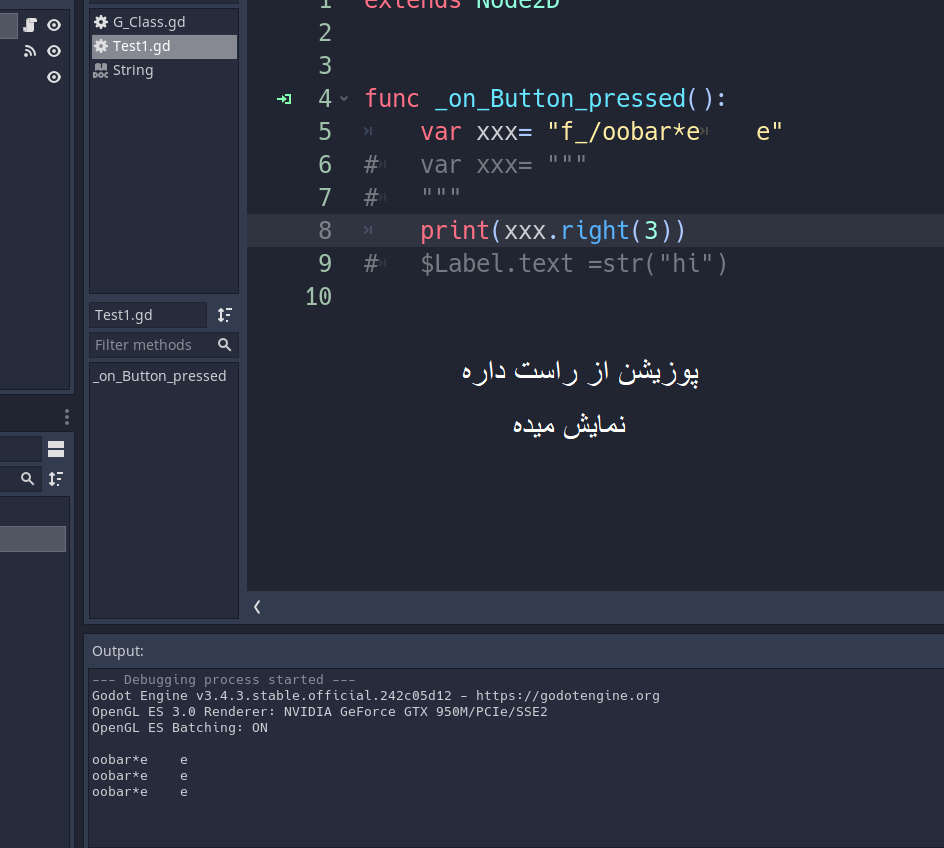 G_Class.gd
Test1.gd
String
Test1.gd
Filter methods
_on_Button_pressed
1 extends Node2D
2
3
4 func _on_Button_pressed():
5 var xxx= "f_/oobar*e	e"
6 #	var xxx= """
7 #	"""
8 print(xxx.right(3))
9 #	$Label.text =str("hi")
10
پوزیشن از راست داره
نمایش میده
Output:
--- Debugging process started ---
Godot Engine v3.4.3.stable.official.242c05d12 - https://godotengine.org
OpenGL ES 3.0 Renderer: NVIDIA GeForce GTX 950M/PCIe/SSE2
OpenGL ES Batching: ON
oobar*e	e
oobar*e	e
oobar*e	e